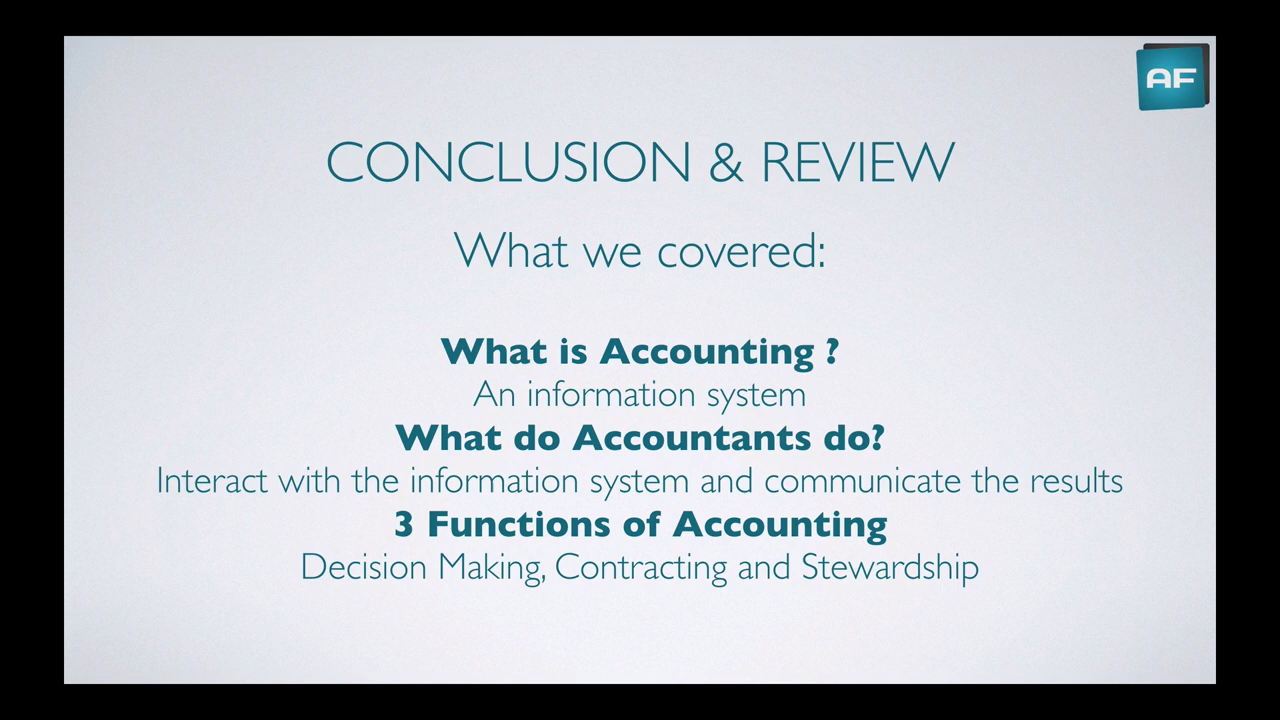 AF
CONCLUSION & REVIEW
What we covered:
What is Accounting ?
An information system
What do Accountants do?
Interact with the information system and communicate the results
3 Functions of Accounting
Decision Making, Contracting and Stewardship